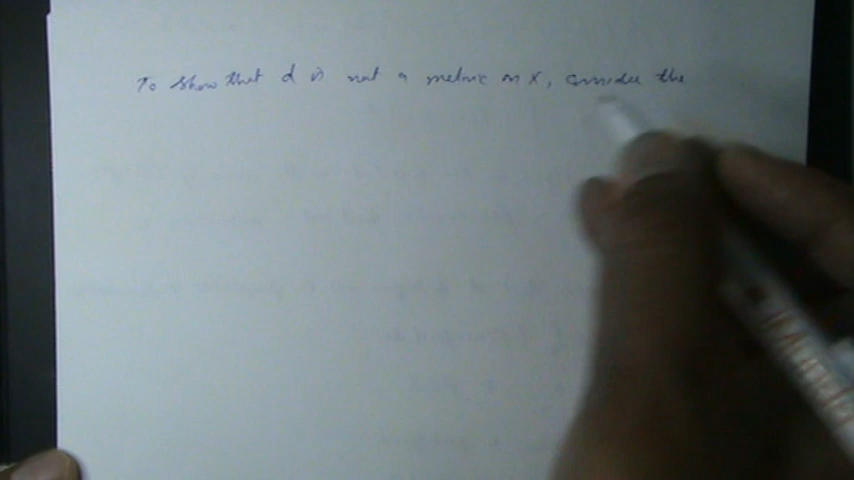 To show that d is not a metric on X, consider the